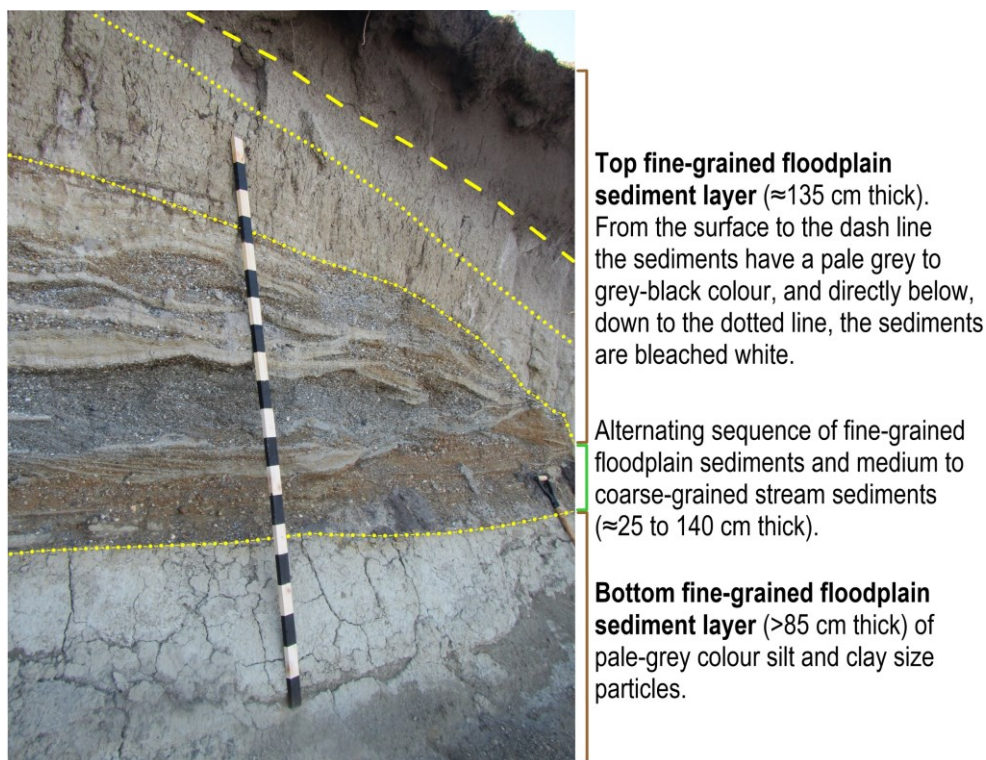 Top fine-grained floodplain
sediment layer (≈135 cm thick).
From the surface to the dash line
the sediments have a pale grey to
grey-black colour, and directly below,
down to the dotted line, the sediments
are bleached white.
Alternating sequence of fine-grained
floodplain sediments and medium to
coarse-grained stream sediments
(≈25 to 140 cm thick).
Bottom fine-grained floodplain
sediment layer (>85 cm thick) of
pale-grey colour silt and clay size
particles.